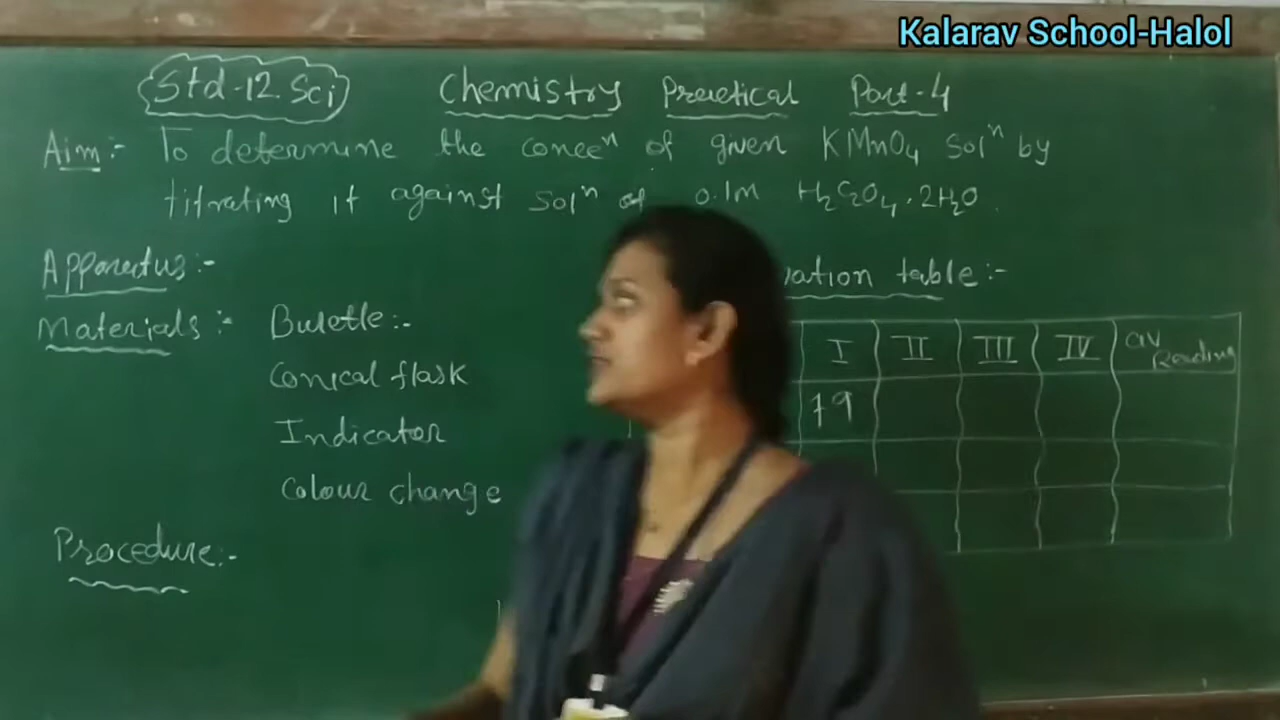 Kalarav School-Halol
Std-12.Sci Chemistry Practical Part-4
Aim:- To determine the concen of given KMnO4 soln by
titrating it against soln of 0.1M H2C2O4.2H2O.
Apparatus:-
Materials:-
Burette:-
Conical flask
Indicator
Colour change
Procedure:-
vation table:-
I II III IV av Reading
19